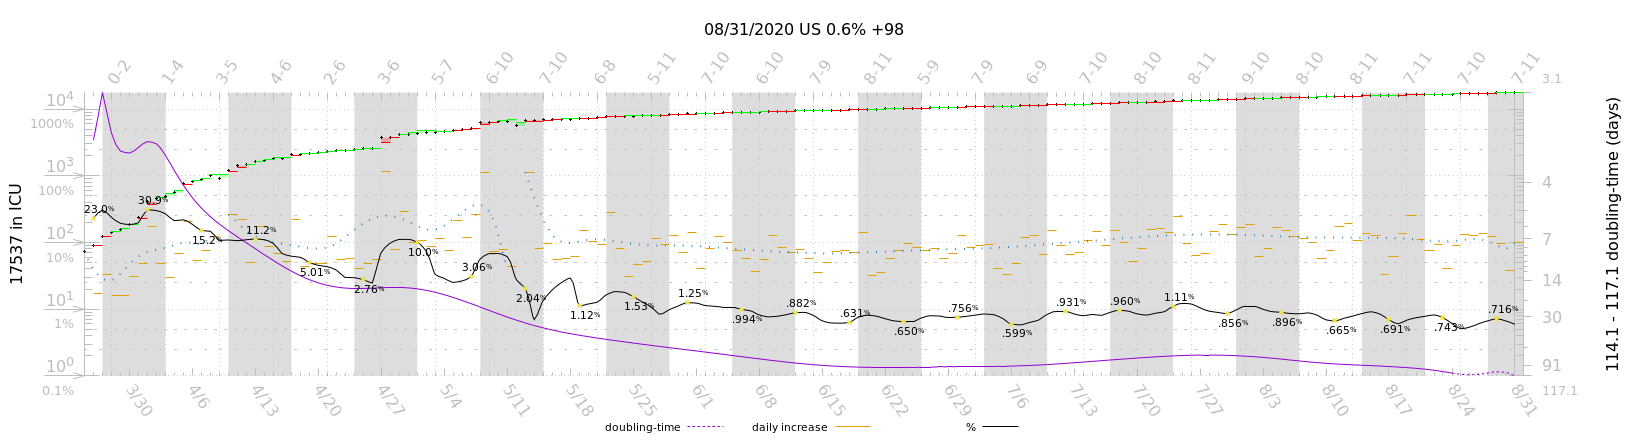 08/31/2020 US 0.6% +98
0-2 1-4 3-5 4-6 2-6 3-6 5-7 6-10 7-10 6-8 5-11 7-10 6-10 7-9 8-11 5-9 7-9 6-9 7-10 8-11 9-10 8-11 8-11 7-11 7-10 7-11
3.1
10^4
1000%
10^3
100%
10^2
10%
10^1
1%
10^0
0.1%
17537 in ICU
23.0% 30.9% 15.2% 11.2% 5.01% 2.76% 10.0% 3.06% 2.04% 1.12% 1.53% 1.25% .994% .882% .631% .650% .756% .599% .931% .960% 1.11% .856% .896% .665% .691% .743% .716%
4
7
14
30
91
117.1
114.1 - 117.1 doubling-time (days)
3/30 4/6 4/13 4/20 4/27 5/4 5/11 5/18 5/25 6/1 6/8 6/15 6/22 6/29 7/6 7/13 7/20 7/27 8/3 8/10 8/17 8/24 8/31
doubling-time daily increase %